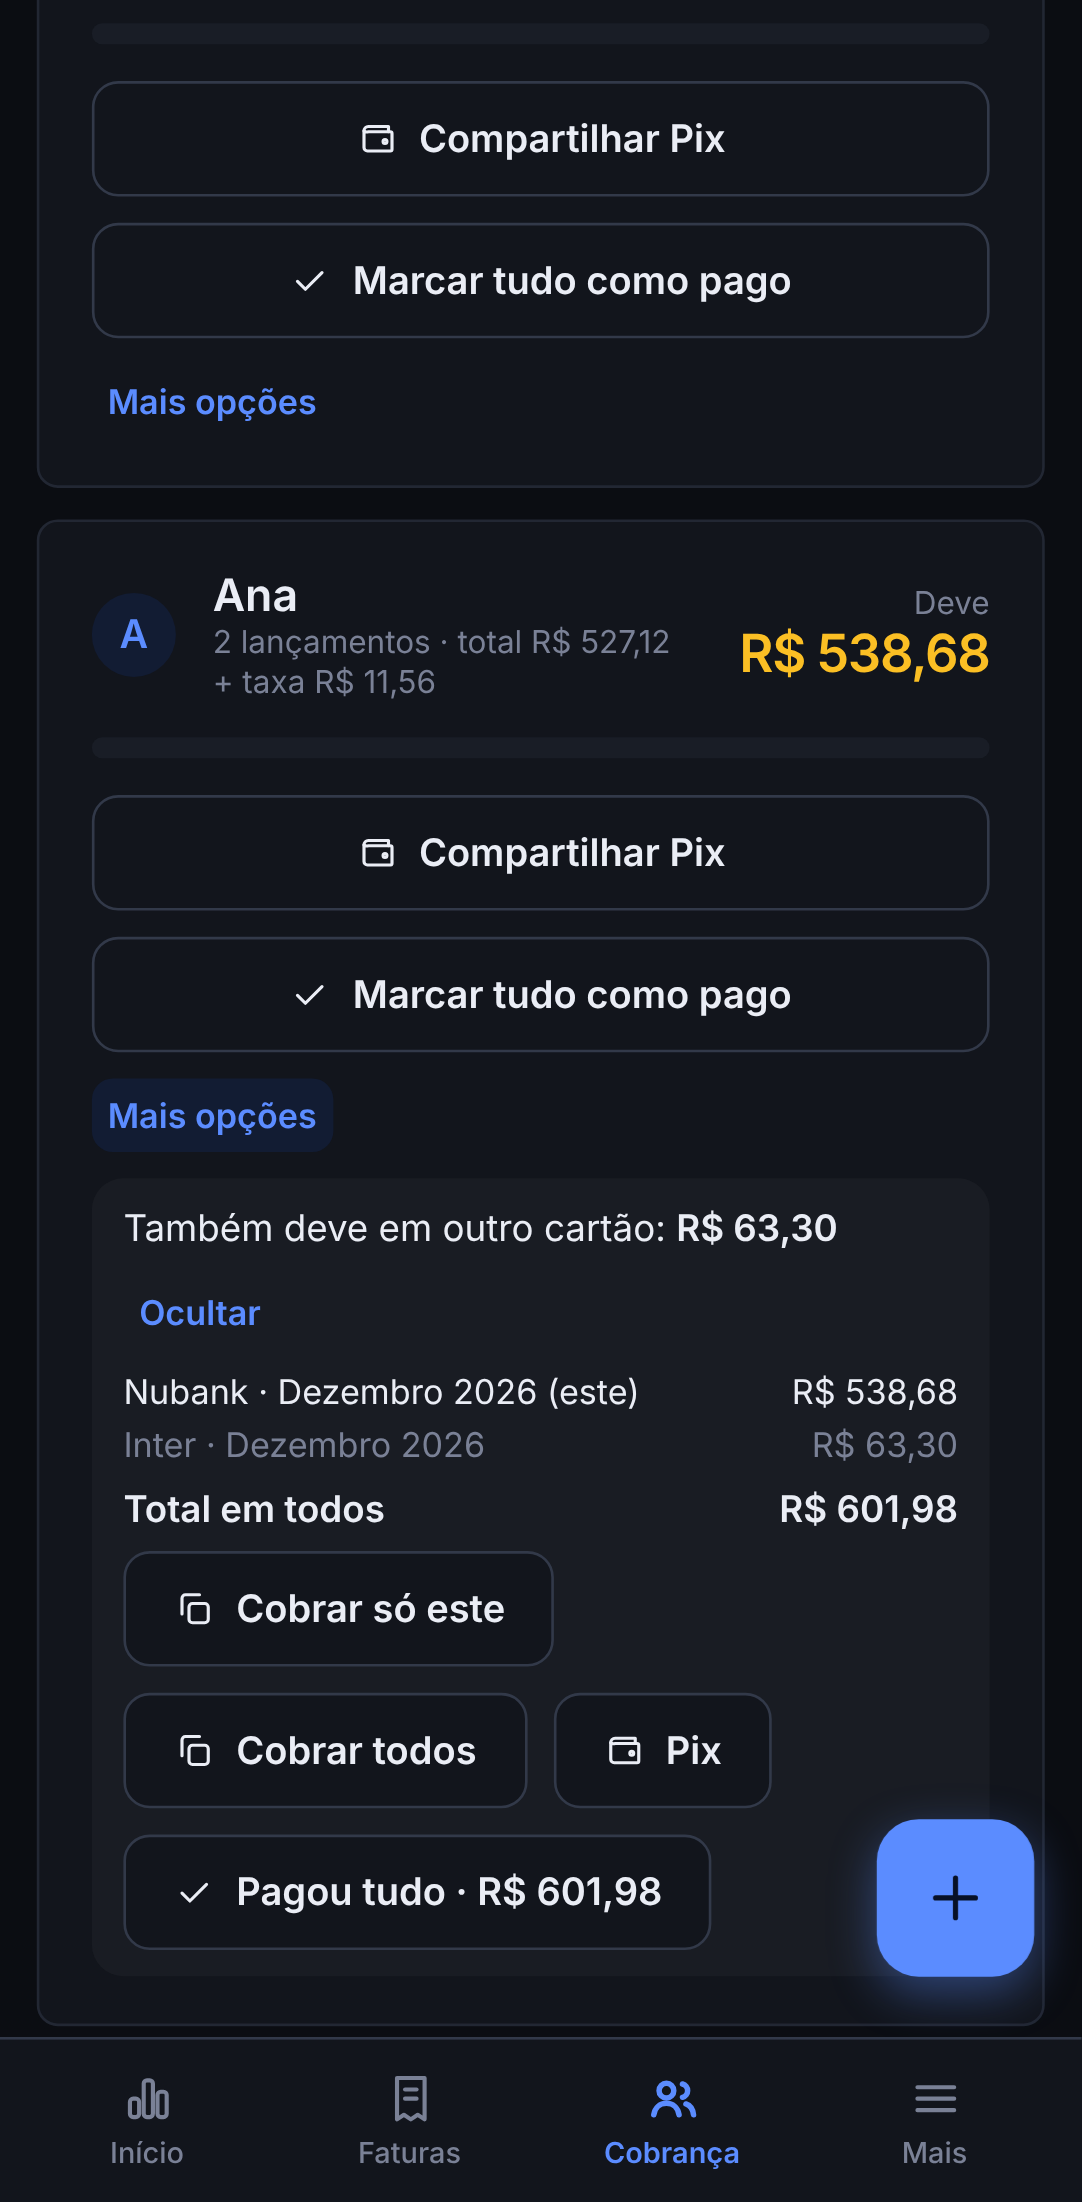 Compartilhar Pix
Marcar tudo como pago
Mais opções
A
Ana
2 lançamentos · total R$ 527,12
+ taxa R$ 11,56
Deve
R$ 538,68
Compartilhar Pix
Marcar tudo como pago
Mais opções
Também deve em outro cartão: R$ 63,30
Ocultar
Nubank · Dezembro 2026 (este) R$ 538,68
Inter · Dezembro 2026 R$ 63,30
Total em todos R$ 601,98
Cobrar só este
Cobrar todos
Pix
Pagou tudo · R$ 601,98
Início
Faturas
Cobrança
Mais